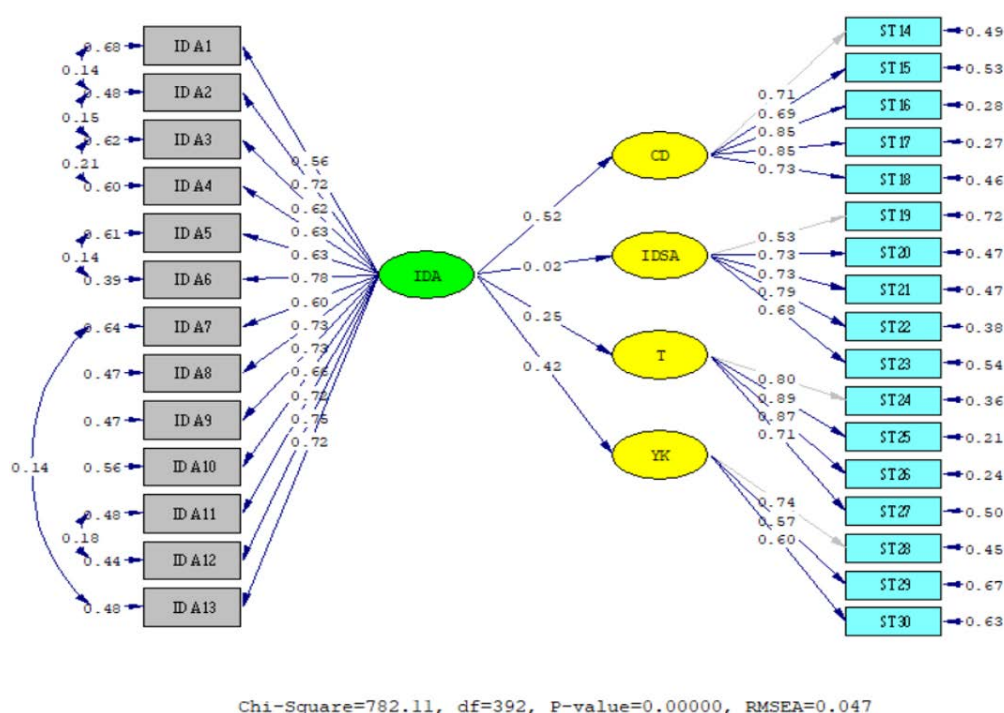 0.68
IDA1
0.14
0.48
IDA2
0.15
0.62
IDA3
0.21
0.60
IDA4
0.61
IDA5
0.14
0.39
IDA6
0.64
IDA7
0.47
IDA8
0.47
IDA9
0.56
IDA10
0.14
0.48
IDA11
0.18
0.44
IDA12
0.48
IDA13
0.56
0.72
0.62
0.63
0.63
0.78
0.60
0.73
0.73
0.66
0.72
0.75
0.72
IDA
0.52
0.02
0.25
0.42
CD
IDSA
T
YK
0.71
0.69
0.85
0.85
0.73
0.53
0.73
0.73
0.79
0.68
0.80
0.89
0.87
0.71
0.74
0.57
0.60
ST14 0.49
ST15 0.53
ST16 0.28
ST17 0.27
ST18 0.46
ST19 0.72
ST20 0.47
ST21 0.47
ST22 0.38
ST23 0.54
ST24 0.36
ST25 0.21
ST26 0.24
ST27 0.50
ST28 0.45
ST29 0.67
ST30 0.63
Chi-Square=782.11, df=392, P-value=0.00000, RMSEA=0.047